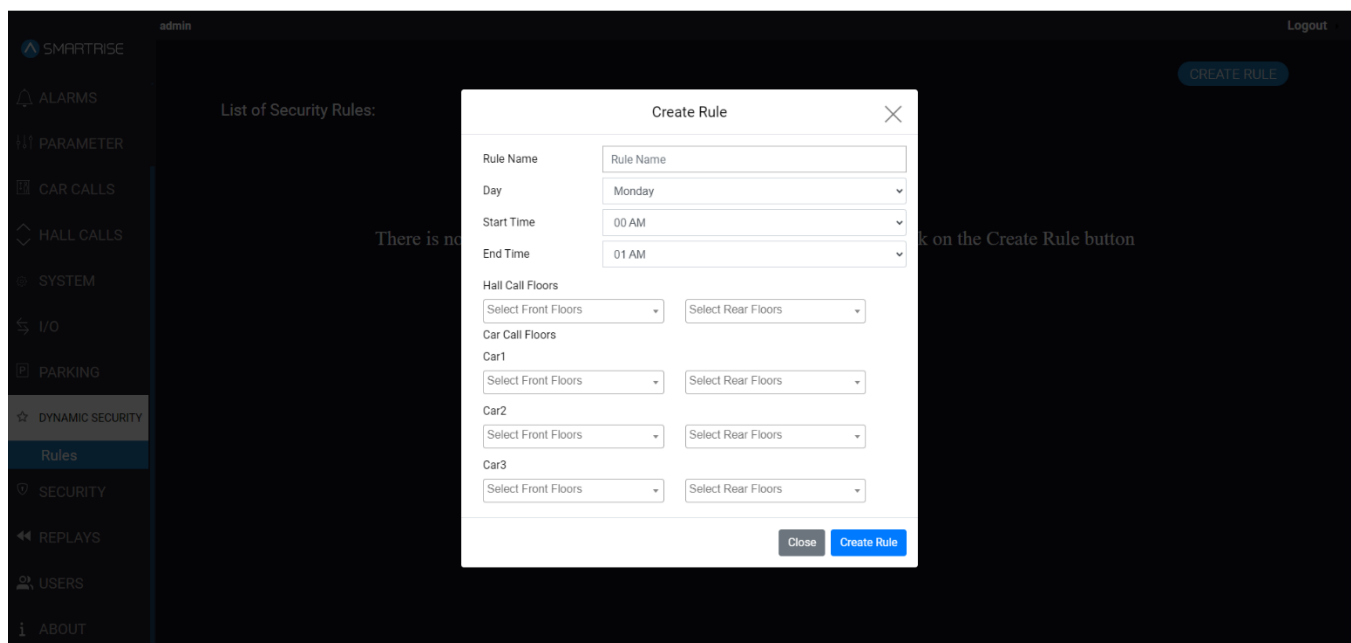 admin
Logout
SMARTRISE
CREATE RULE
ALARMS
List of Security Rules:
Create Rule
PARAMETER
Rule Name
Rule Name
CAR CALLS
Day
Monday
Start Time
00 AM
HALL CALLS
There is no
k on the Create Rule button
End Time
01 AM
SYSTEM
Hall Call Floors
Select Front Floors
Select Rear Floors
I/O
Car Call Floors
Car1
PARKING
Select Front Floors
Select Rear Floors
DYNAMIC SECURITY
Car2
Select Front Floors
Select Rear Floors
Rules
Car3
SECURITY
Select Front Floors
Select Rear Floors
REPLAYS
Close
Create Rule
USERS
ABOUT